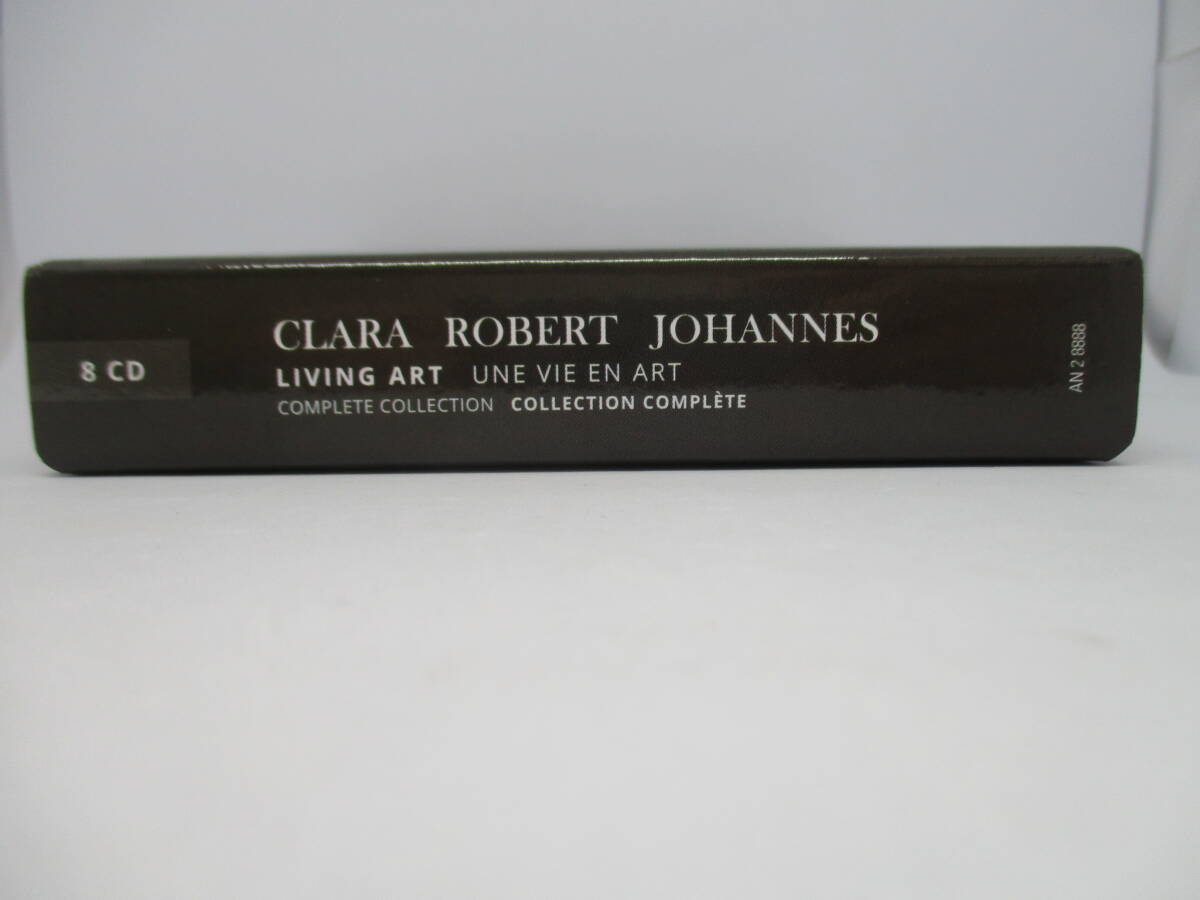 8 CD
CLARA ROBERT JOHANNES
LIVING ART UNE VIE EN ART
COMPLETE COLLECTION COLLECTION COMPLÈTE
AN 2 8888